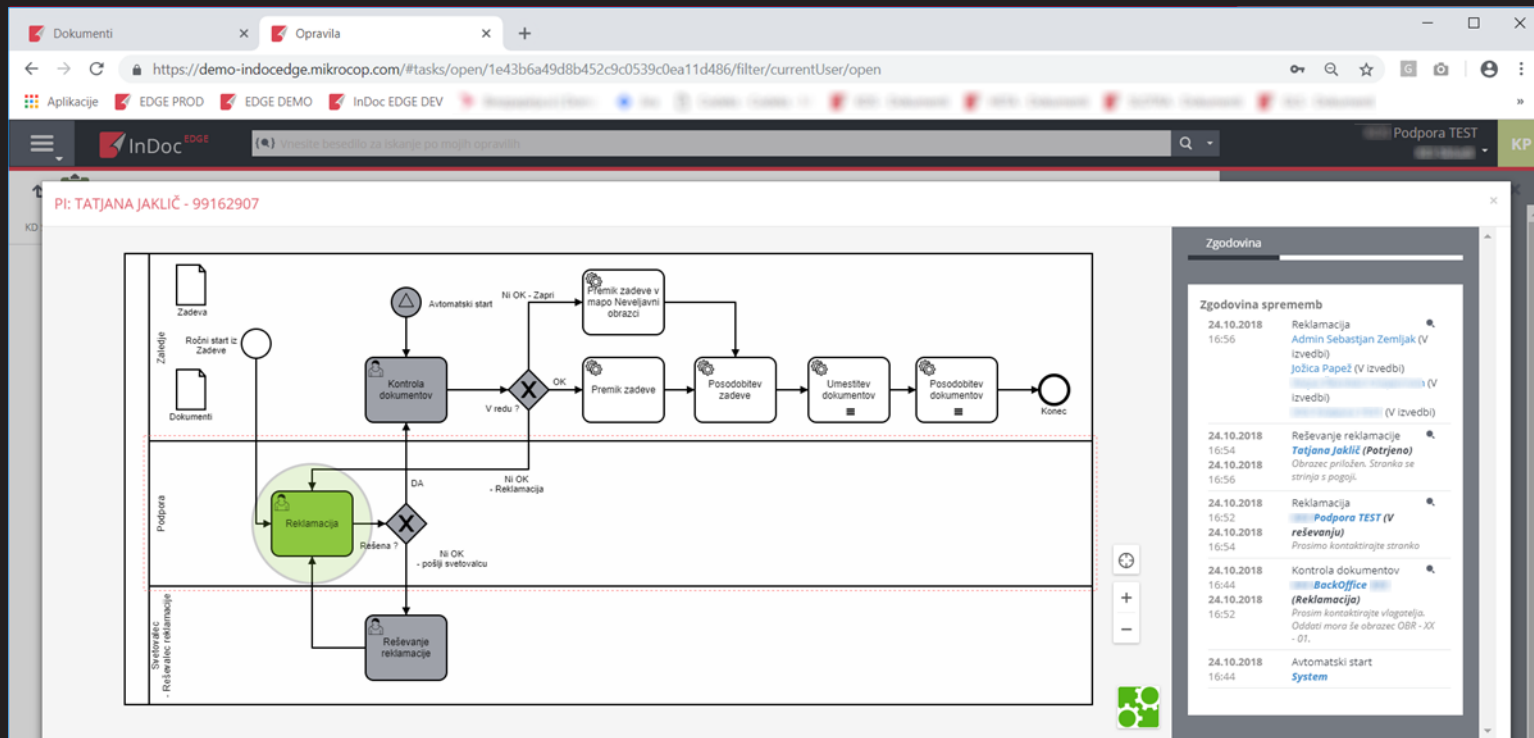 Dokumenti
Opravila
https://demo-indocedge.mikrocop.com/#tasks/open/1e43b6a49d8b452c9c0539c0ea11d486/filter/currentUser/open
Aplikacije EDGE PROD EDGE DEMO InDoc EDGE DEV
InDoc EDGE
Vnesite besedilo za iskanje po mojih opravilih
Podpora TEST
KP
KD
PI: TATJANA JAKLIČ - 99162907
Zaledje
Zadeva
Ročni start iz
Zadeve
Dokumenti
Avtomatski start
Kontrola
dokumentov
V redu ?
Ni OK - Zapri
OK
Premik zadeve v
mapo Neveljavni
obrazci
Premik zadeve
Posodobitev
zadeve
Umestitev
dokumentov
Posodobitev
dokumentov
Konec
Podpora
Reklamacija
Rešena ?
DA
Ni OK
- Reklamacija
Ni OK
- pošlji svetovalcu
Svetovalec
- Reševalec reklamacije
Reševanje
reklamacije
Zgodovina
Zgodovina sprememb
24.10.2018 Reklamacija
16:56 Admin Sebastjan Zemljak (V
izvedbi)
Jožica Papež (V izvedbi)
(V
izvedbi)
(V izvedbi)
24.10.2018 Reševanje reklamacije
16:54 Tatjana Jaklič (Potrjeno)
24.10.2018 Obrazec priložen. Stranka se
16:56 strinja s pogoji.
24.10.2018 Reklamacija
16:52 Podpora TEST (V
24.10.2018 reševanju)
16:54 Prosimo kontaktirajte stranko
24.10.2018 Kontrola dokumentov
16:44 BackOffice
24.10.2018 (Reklamacija)
16:52 Prosim kontaktirajte vlagatelja.
Oddati mora še obrazec OBR - XX
- 01.
24.10.2018 Avtomatski start
16:44 System